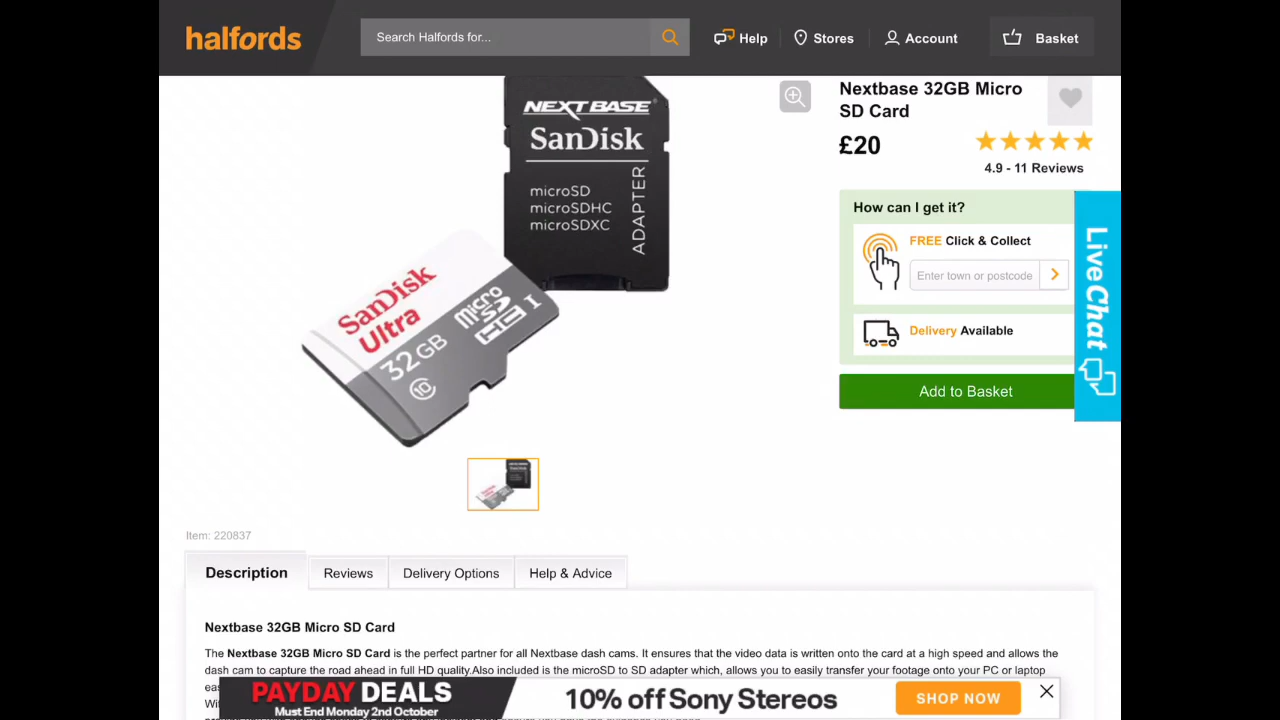 halfords
Search Halfords for...
Help
Stores
Account
Basket
NEXTBASE
SanDisk
microSD
microSDHC
microSDXC
ADAPTER
SanDisk
Ultra
32GB
micro
SD
HC I
10
Nextbase 32GB Micro
SD Card
£20
4.9 - 11 Reviews
How can I get it?
FREE Click & Collect
Enter town or postcode
Delivery Available
Add to Basket
LiveChat
Item: 220837
Description
Reviews
Delivery Options
Help & Advice
Nextbase 32GB Micro SD Card
The Nextbase 32GB Micro SD Card is the perfect partner for all Nextbase dash cams. It ensures that the video data is written onto the card at a high speed and allows the
dash cam to capture the road ahead in full HD quality.Also included is the microSD to SD adapter which, allows you to easily transfer your footage onto your PC or laptop
PAYDAY DEALS
Must End Monday 2nd October
10% off Sony Stereos
SHOP NOW